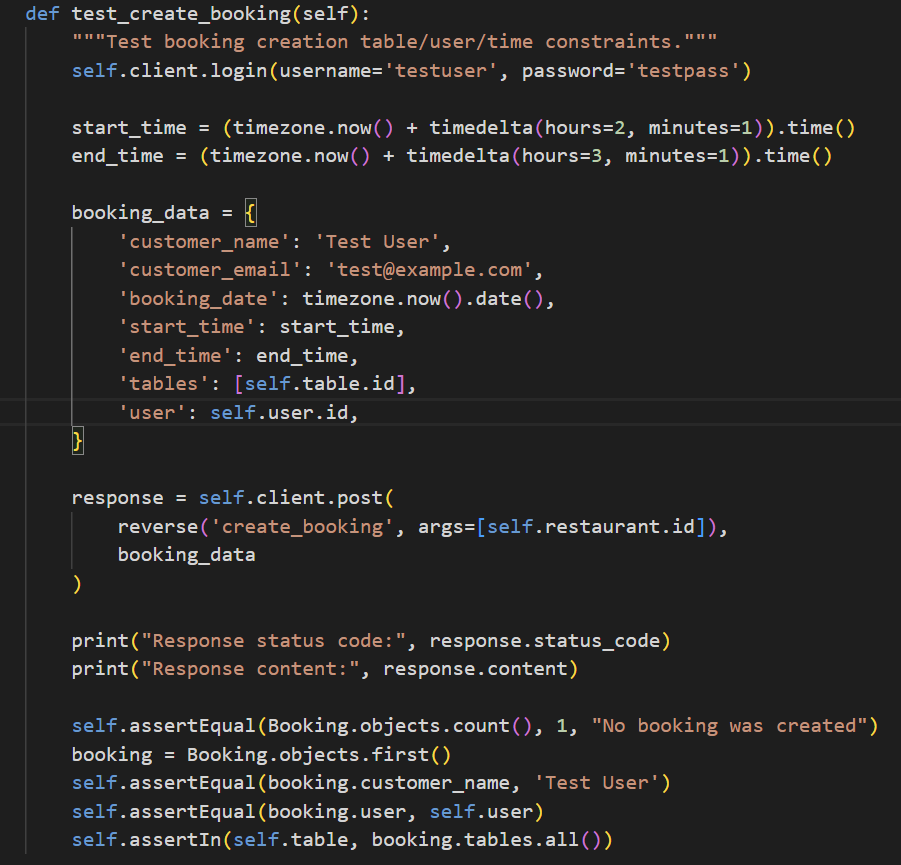 def test_create_booking(self):
    """Test booking creation table/user/time constraints."""
    self.client.login(username='testuser', password='testpass')

    start_time = (timezone.now() + timedelta(hours=2, minutes=1)).time()
    end_time = (timezone.now() + timedelta(hours=3, minutes=1)).time()

    booking_data = {
        'customer_name': 'Test User',
        'customer_email': 'test@example.com',
        'booking_date': timezone.now().date(),
        'start_time': start_time,
        'end_time': end_time,
        'tables': [self.table.id],
        'user': self.user.id,
    }

    response = self.client.post(
        reverse('create_booking', args=[self.restaurant.id]),
        booking_data
    )

    print("Response status code:", response.status_code)
    print("Response content:", response.content)

    self.assertEqual(Booking.objects.count(), 1, "No booking was created")
    booking = Booking.objects.first()
    self.assertEqual(booking.customer_name, 'Test User')
    self.assertEqual(booking.user, self.user)
    self.assertIn(self.table, booking.tables.all())